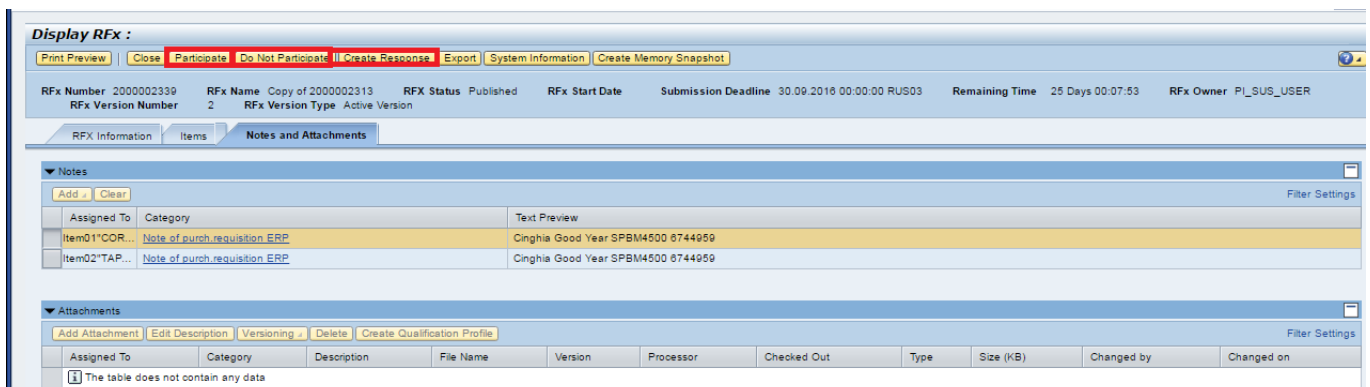 Display RFx :
Print Preview Close Participate Do Not Participate Create Response Export System Information Create Memory Snapshot
RFx Number 2000002339 RFx Name Copy of 2000002313 RFX Status Published RFx Start Date Submission Deadline 30.09.2016 00:00:00 RUS03 Remaining Time 25 Days 00:07:53 RFx Owner PI_SUS_USER
RFx Version Number 2 RFx Version Type Active Version
RFX Information Items Notes and Attachments
Notes
Add Clear Filter Settings
Assigned To Category Text Preview
Item01"COR... Note of purch.requisition ERP Cinghia Good Year SPBM4500 6744959
Item02"TAP... Note of purch.requisition ERP Cinghia Good Year SPBM4500 6744959
Attachments
Add Attachment Edit Description Versioning Delete Create Qualification Profile Filter Settings
Assigned To Category Description File Name Version Processor Checked Out Type Size (KB) Changed by Changed on
The table does not contain any data